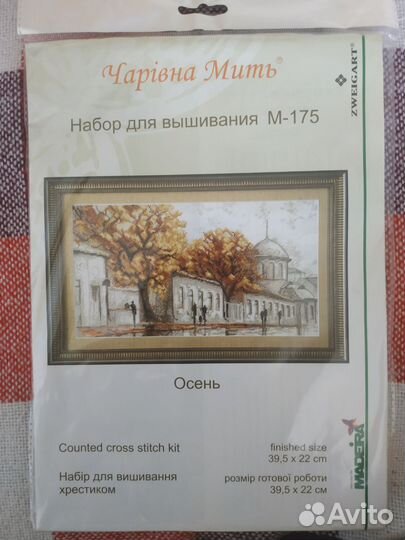 Чарівна Мить®
ZWEIGART®
Набор для вышивания М-175
Осень
Counted cross stitch kit
finished size
39,5 x 22 cm
Набір для вишивання
хрестиком
розмір готової роботи
39,5 х 22 см
MADEIRA
Avito